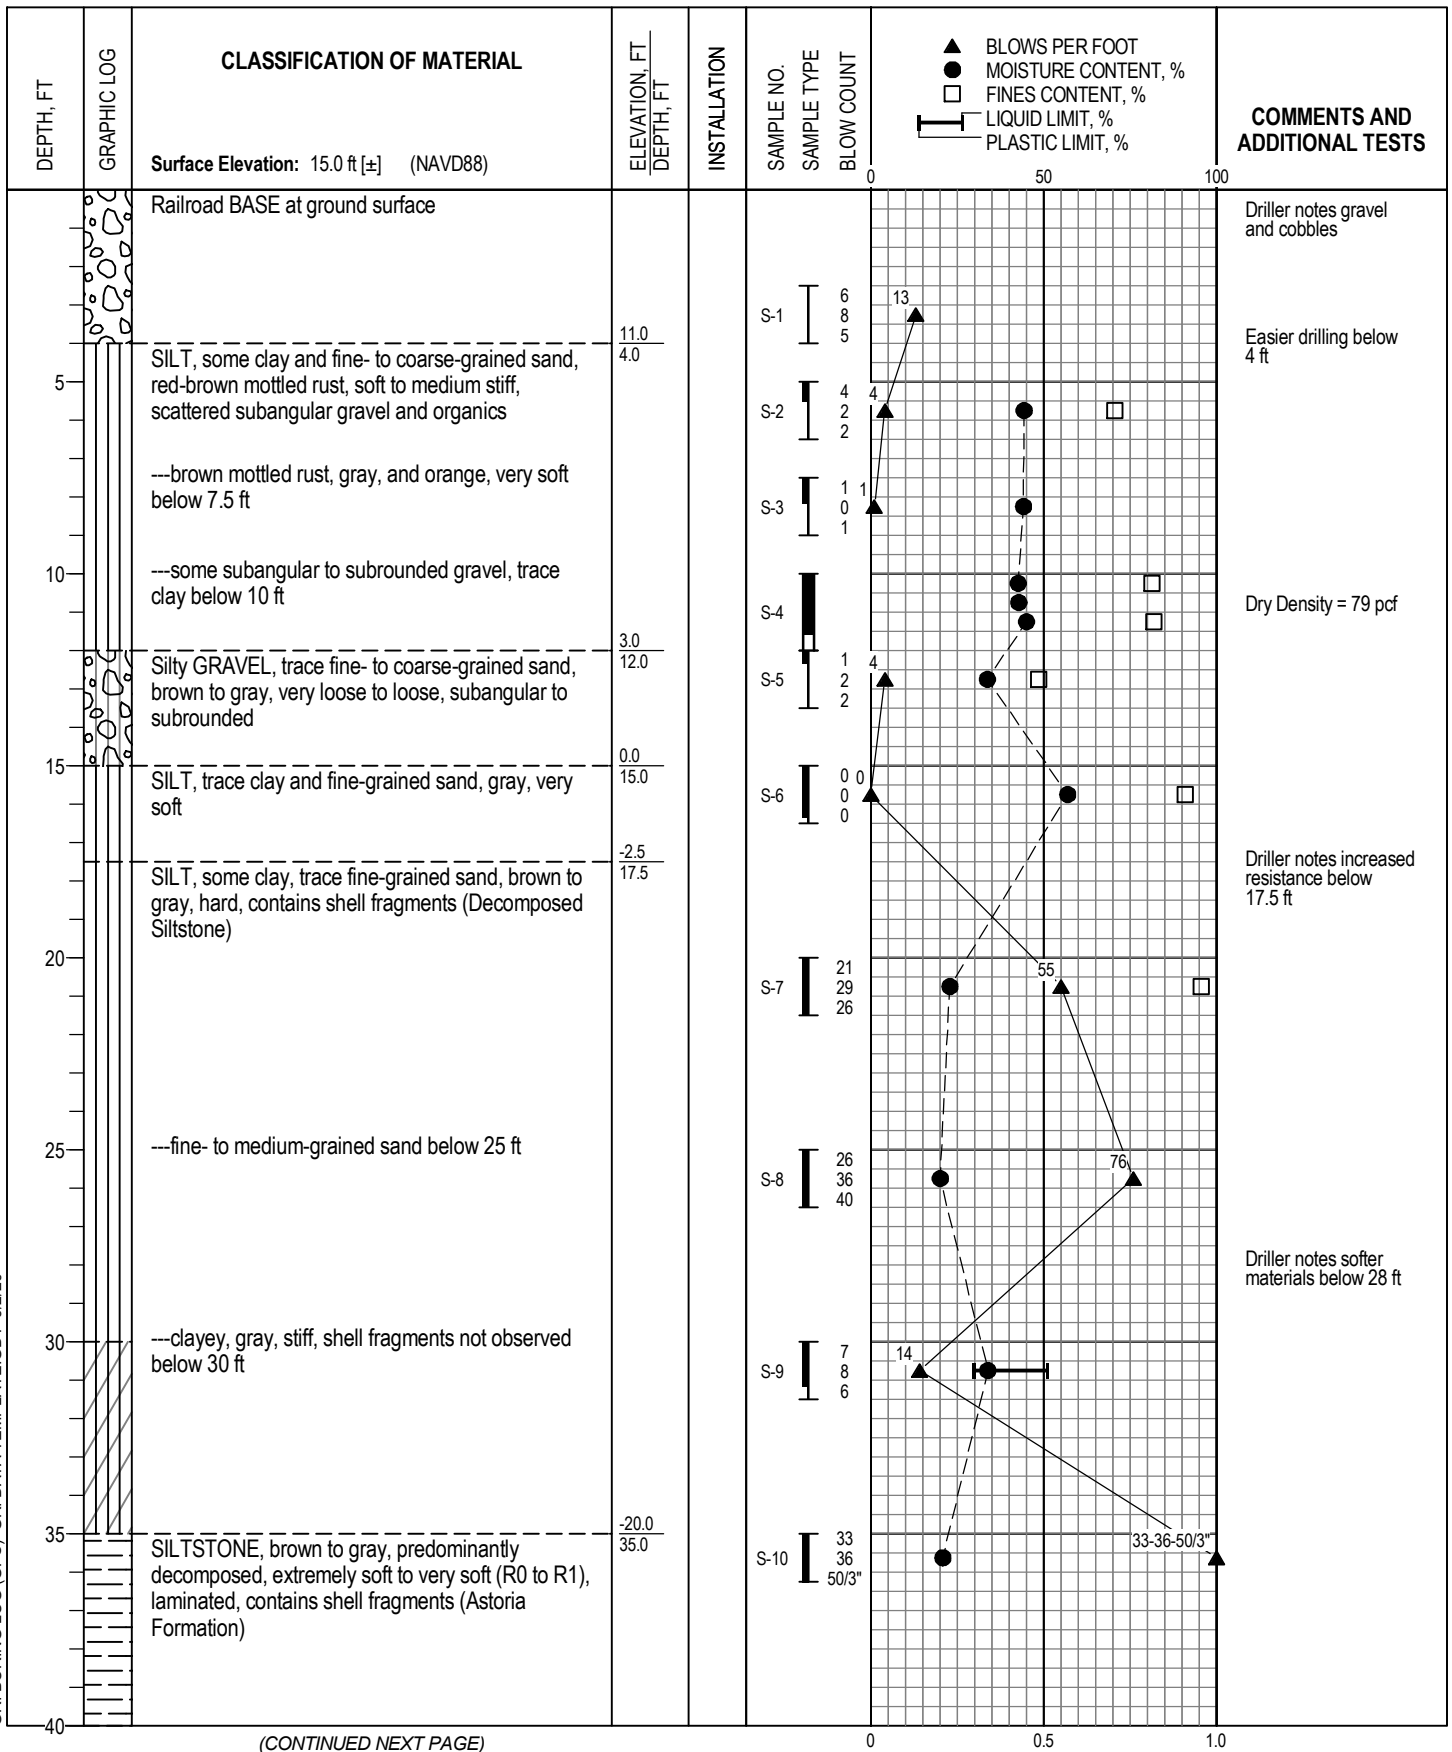 DEPTH, FT
GRAPHIC LOG
CLASSIFICATION OF MATERIAL
Surface Elevation: 15.0 ft [±] (NAVD88)
ELEVATION, FT
DEPTH, FT
INSTALLATION
SAMPLE NO.
SAMPLE TYPE
BLOW COUNT
BLOWS PER FOOT
MOISTURE CONTENT, %
FINES CONTENT, %
LIQUID LIMIT, %
PLASTIC LIMIT, %
0 50 100
COMMENTS AND
ADDITIONAL TESTS
Railroad BASE at ground surface
Driller notes gravel
and cobbles
S-1
6
8
5
13
11.0
4.0
Easier drilling below
4 ft
SILT, some clay and fine- to coarse-grained sand,
red-brown mottled rust, soft to medium stiff,
scattered subangular gravel and organics
5
S-2
4
2
2
4
---brown mottled rust, gray, and orange, very soft
below 7.5 ft
S-3
1
0
1
1
10
---some subangular to subrounded gravel, trace
clay below 10 ft
S-4
Dry Density = 79 pcf
3.0
12.0
Silty GRAVEL, trace fine- to coarse-grained sand,
brown to gray, very loose to loose, subangular to
subrounded
S-5
1
2
2
4
0.0
15.0
15
SILT, trace clay and fine-grained sand, gray, very
soft
S-6
0
0
0
0
-2.5
17.5
Driller notes increased
resistance below
17.5 ft
SILT, some clay, trace fine-grained sand, brown to
gray, hard, contains shell fragments (Decomposed
Siltstone)
20
S-7
21
29
26
55
25
---fine- to medium-grained sand below 25 ft
S-8
26
36
40
76
Driller notes softer
materials below 28 ft
30
---clayey, gray, stiff, shell fragments not observed
below 30 ft
S-9
7
8
6
14
-20.0
35.0
35
SILTSTONE, brown to gray, predominantly
decomposed, extremely soft to very soft (R0 to R1),
laminated, contains shell fragments (Astoria
Formation)
S-10
33
36
50/3"
33-36-50/3"
40
(CONTINUED NEXT PAGE)
0 0.5 1.0